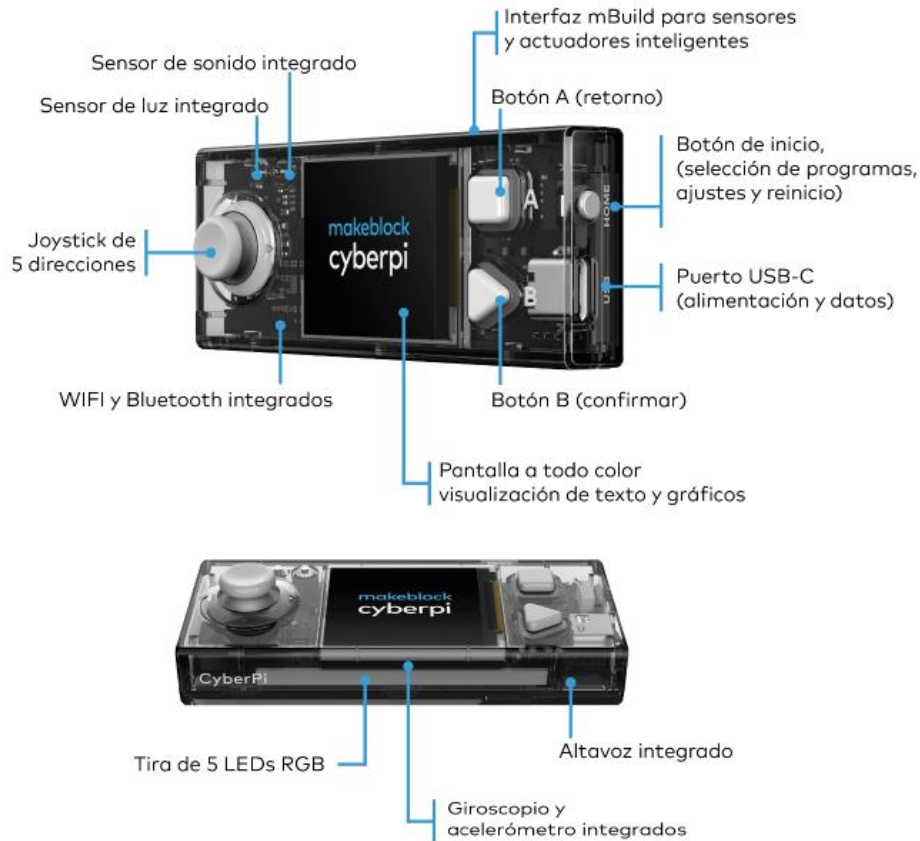 Interfaz mBuild para sensores
y actuadores inteligentes
Sensor de sonido integrado
Sensor de luz integrado
Botón A (retorno)
Botón de inicio,
(selección de programas,
ajustes y reinicio)
Joystick de
5 direcciones
makeblock
cyberpi
A
B
HOME
USB
Puerto USB-C
(alimentación y datos)
WIFI y Bluetooth integrados
Botón B (confirmar)
Pantalla a todo color
visualización de texto y gráficos
makeblock
cyberpi
CyberPi
Tira de 5 LEDs RGB
Altavoz integrado
Giroscopio y
acelerómetro integrados